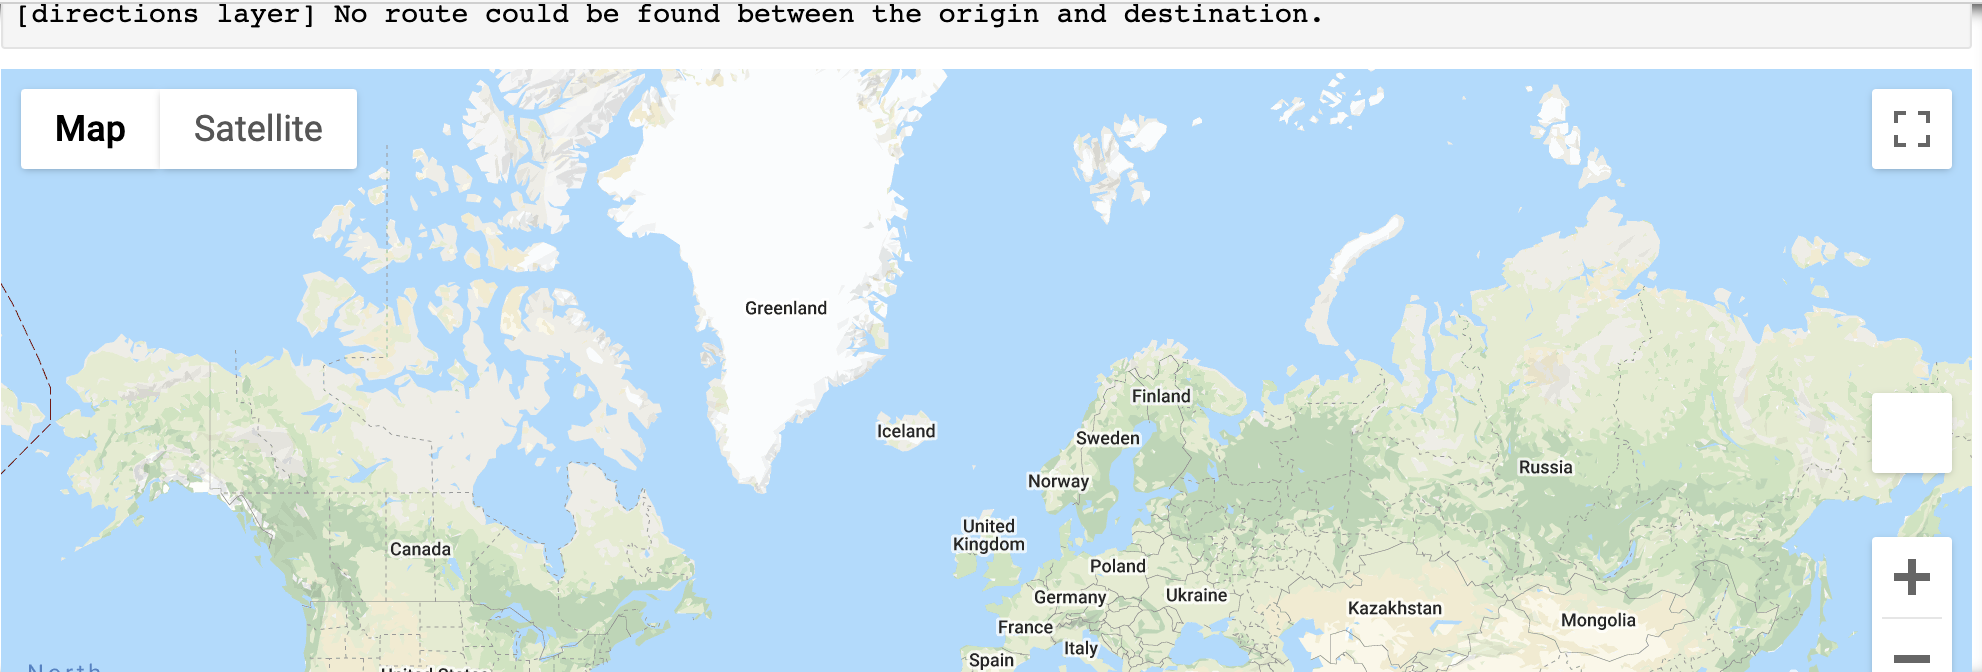 [directions layer] No route could be found between the origin and destination.
Map
Satellite
Greenland
Finland
Iceland
Sweden
Russia
Norway
United
Kingdom
Canada
Poland
Germany
Ukraine
Kazakhstan
Mongolia
France
Italy
Spain
United States
North